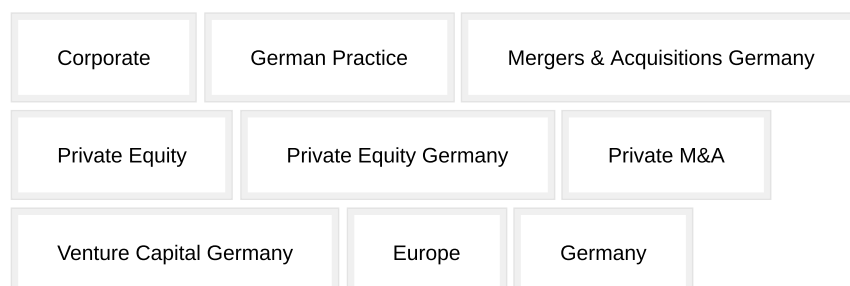 Corporate German Practice Mergers & Acquisitions Germany
Private Equity Private Equity Germany Private M&A
Venture Capital Germany Europe Germany